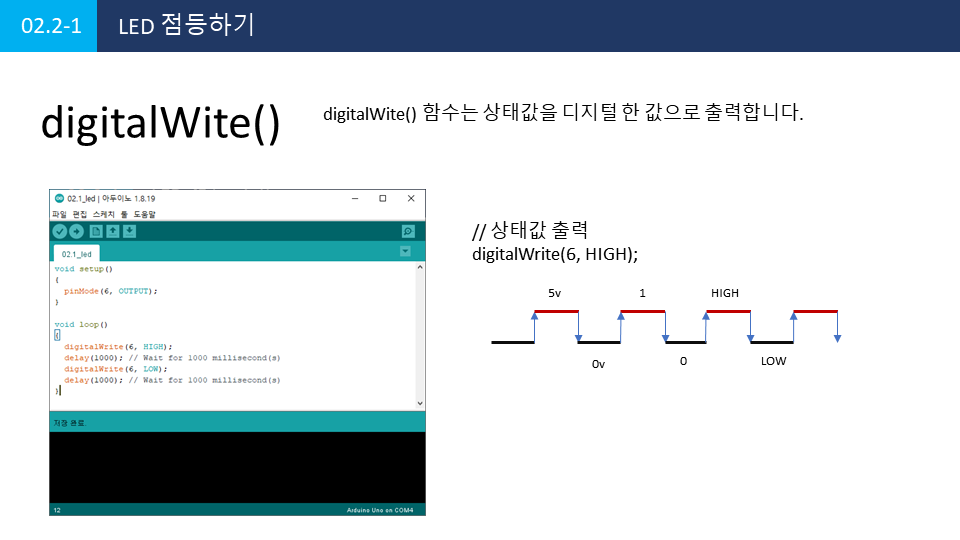 02.2-1
LED 점등하기
digitalWite()
digitalWite() 함수는 상태값을 디지털 한 값으로 출력합니다.
02.1_led | 아두이노 1.8.19
파일 편집 스케치 툴 도움말
02.1_led
void setup()
{
pinMode(6, OUTPUT);
}
void loop()
{
digitalWrite(6, HIGH);
delay(1000); // Wait for 1000 millisecond(s)
digitalWrite(6, LOW);
delay(1000); // Wait for 1000 millisecond(s)
}
저장 완료.
12
Arduino Uno on COM4
// 상태값 출력
digitalWrite(6, HIGH);
5v 1 HIGH
0v 0 LOW